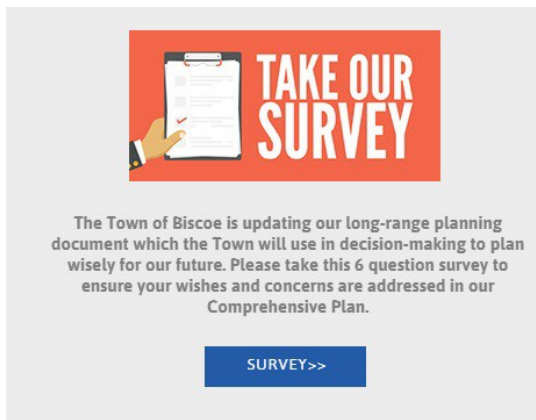 TAKE OUR
SURVEY
The Town of Biscoe is updating our long-range planning
document which the Town will use in decision-making to plan
wisely for our future. Please take this 6 question survey to
ensure your wishes and concerns are addressed in our
Comprehensive Plan.
SURVEY>>